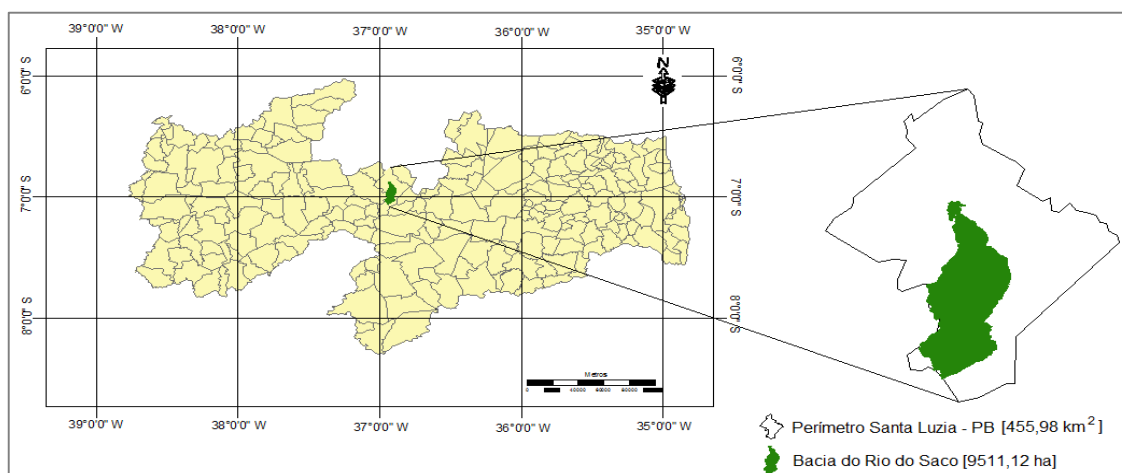 39°0'0" W 38°0'0" W 37°0'0" W 36°0'0" W 35°0'0" W
6°0'0" S
6°0'0" S
N
7°0'0" S
7°0'0" S
8°0'0" S
8°0'0" S
Metros
0 40000 80000
39°0'0" W 38°0'0" W 37°0'0" W 36°0'0" W 35°0'0" W
Perímetro Santa Luzia - PB [455,98 km²]
Bacia do Rio do Saco [9511,12 ha]